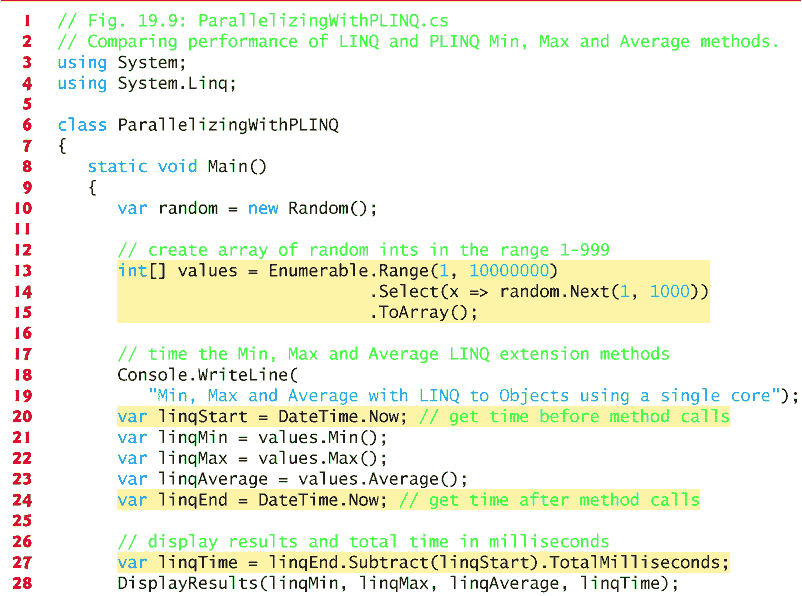 1 // Fig. 19.9: ParallelizingWithPLINQ.cs
2 // Comparing performance of LINQ and PLINQ Min, Max and Average methods.
3 using System;
4 using System.Linq;
5
6 class ParallelizingWithPLINQ
7 {
8    static void Main()
9    {
10       var random = new Random();
11
12       // create array of random ints in the range 1-999
13       int[] values = Enumerable.Range(1, 10000000)
14                                .Select(x => random.Next(1, 1000))
15                                .ToArray();
16
17       // time the Min, Max and Average LINQ extension methods
18       Console.WriteLine(
19          "Min, Max and Average with LINQ to Objects using a single core");
20       var linqStart = DateTime.Now; // get time before method calls
21       var linqMin = values.Min();
22       var linqMax = values.Max();
23       var linqAverage = values.Average();
24       var linqEnd = DateTime.Now; // get time after method calls
25
26       // display results and total time in milliseconds
27       var linqTime = linqEnd.Subtract(linqStart).TotalMilliseconds;
28       DisplayResults(linqMin, linqMax, linqAverage, linqTime);